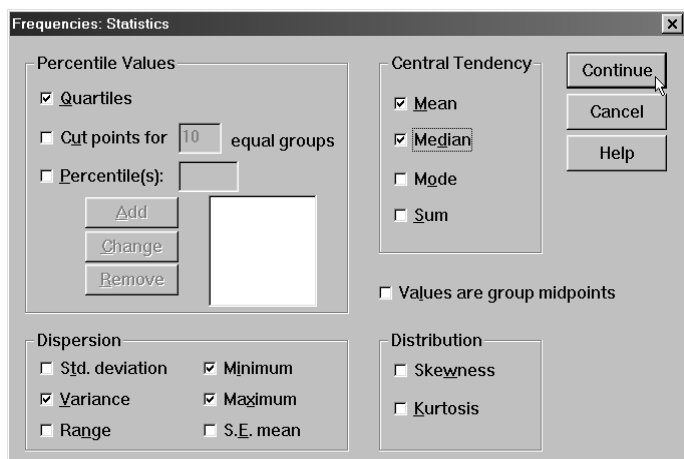 Frequencies: Statistics
Percentile Values
Quartiles
Cut points for 10 equal groups
Percentile(s):
Add
Change
Remove
Central Tendency
Mean
Median
Mode
Sum
Continue
Cancel
Help
Values are group midpoints
Dispersion
Std. deviation
Variance
Range
Minimum
Maximum
S.E. mean
Distribution
Skewness
Kurtosis